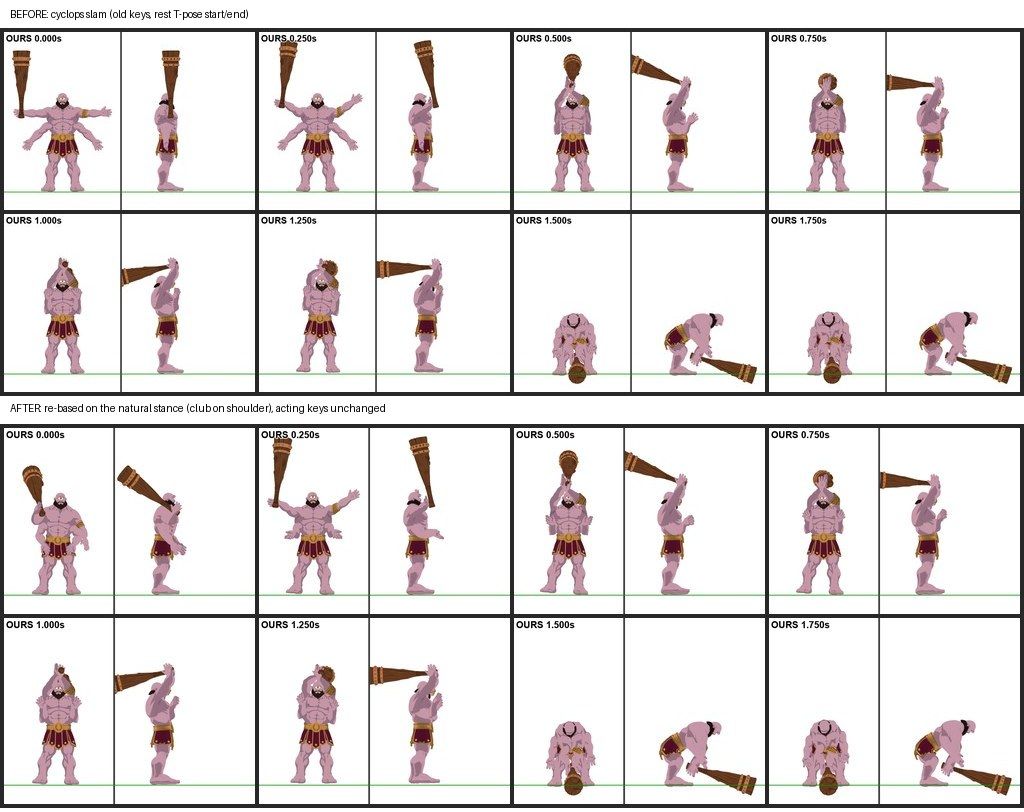 BEFORE: cyclops slam (old keys, rest T-pose start/end)
OURS 0.000s
OURS 0.250s
OURS 0.500s
OURS 0.750s
OURS 1.000s
OURS 1.250s
OURS 1.500s
OURS 1.750s
AFTER: re-based on the natural stance (club on shoulder), acting keys unchanged
OURS 0.000s
OURS 0.250s
OURS 0.500s
OURS 0.750s
OURS 1.000s
OURS 1.250s
OURS 1.500s
OURS 1.750s